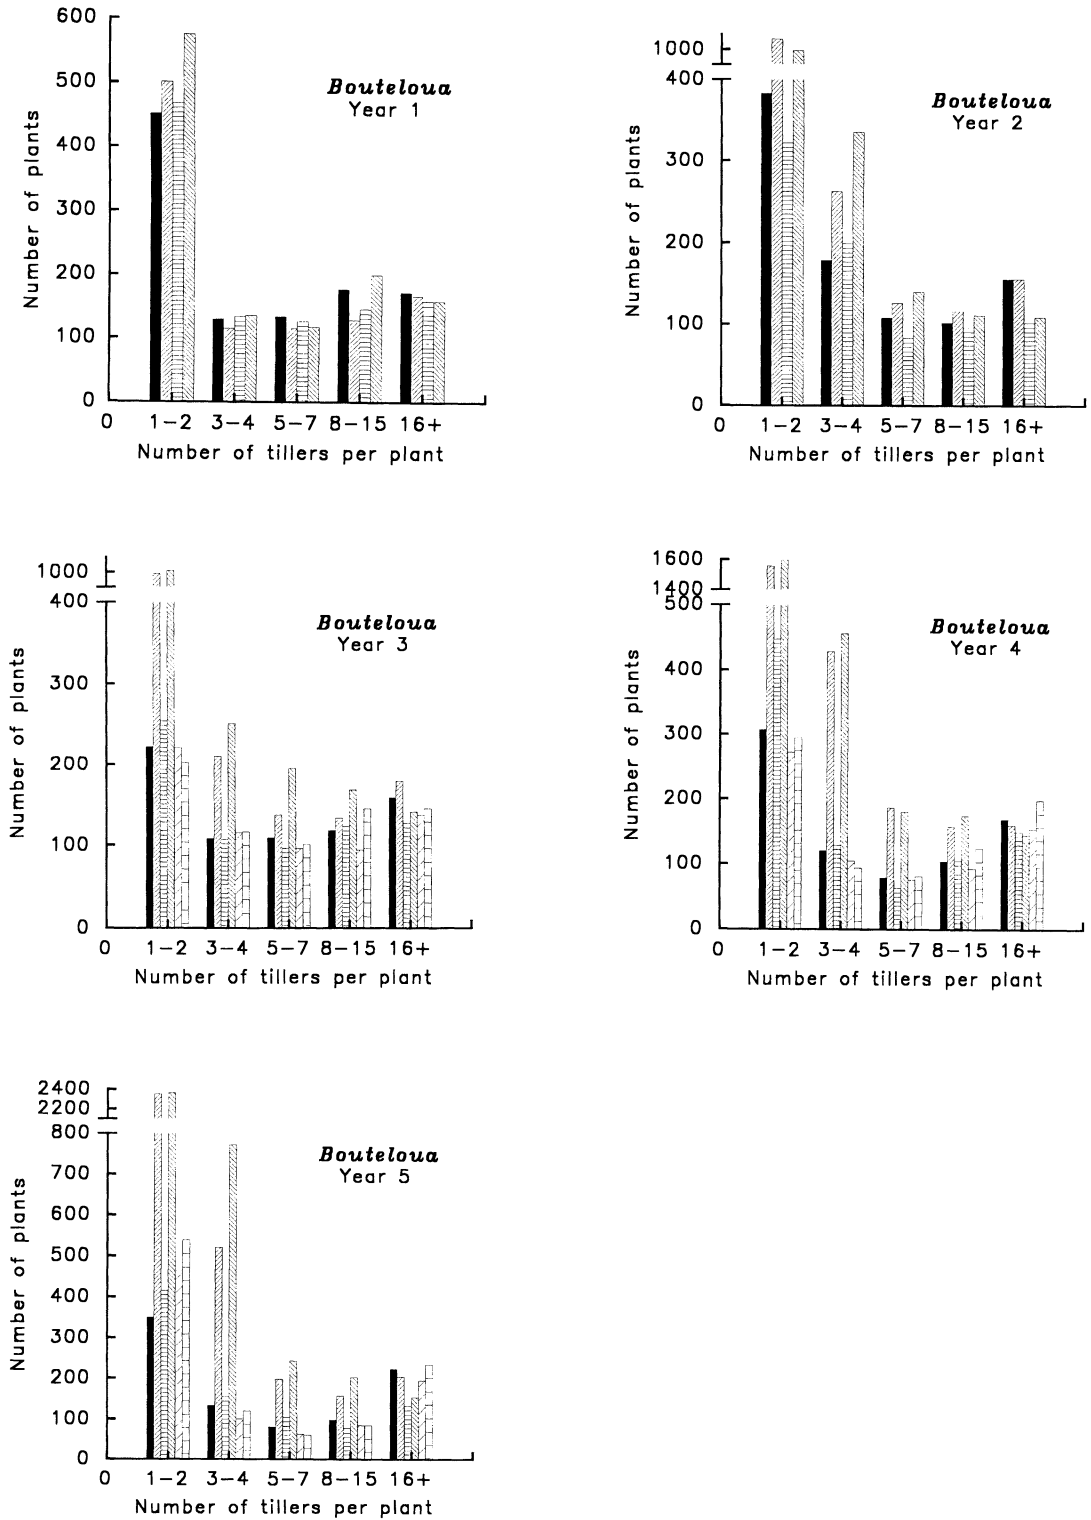 600
500
400
300
200
100
0
Number of plants
Bouteloua
Year 1
0 1-2 3-4 5-7 8-15 16+
Number of tillers per plant
1000
400
300
200
100
0
Number of plants
Bouteloua
Year 2
0 1-2 3-4 5-7 8-15 16+
Number of tillers per plant
1000
400
300
200
100
0
Number of plants
Bouteloua
Year 3
0 1-2 3-4 5-7 8-15 16+
Number of tillers per plant
1600
1400
500
400
300
200
100
0
Number of plants
Bouteloua
Year 4
0 1-2 3-4 5-7 8-15 16+
Number of tillers per plant
2400
2200
800
700
600
500
400
300
200
100
0
Number of plants
Bouteloua
Year 5
0 1-2 3-4 5-7 8-15 16+
Number of tillers per plant